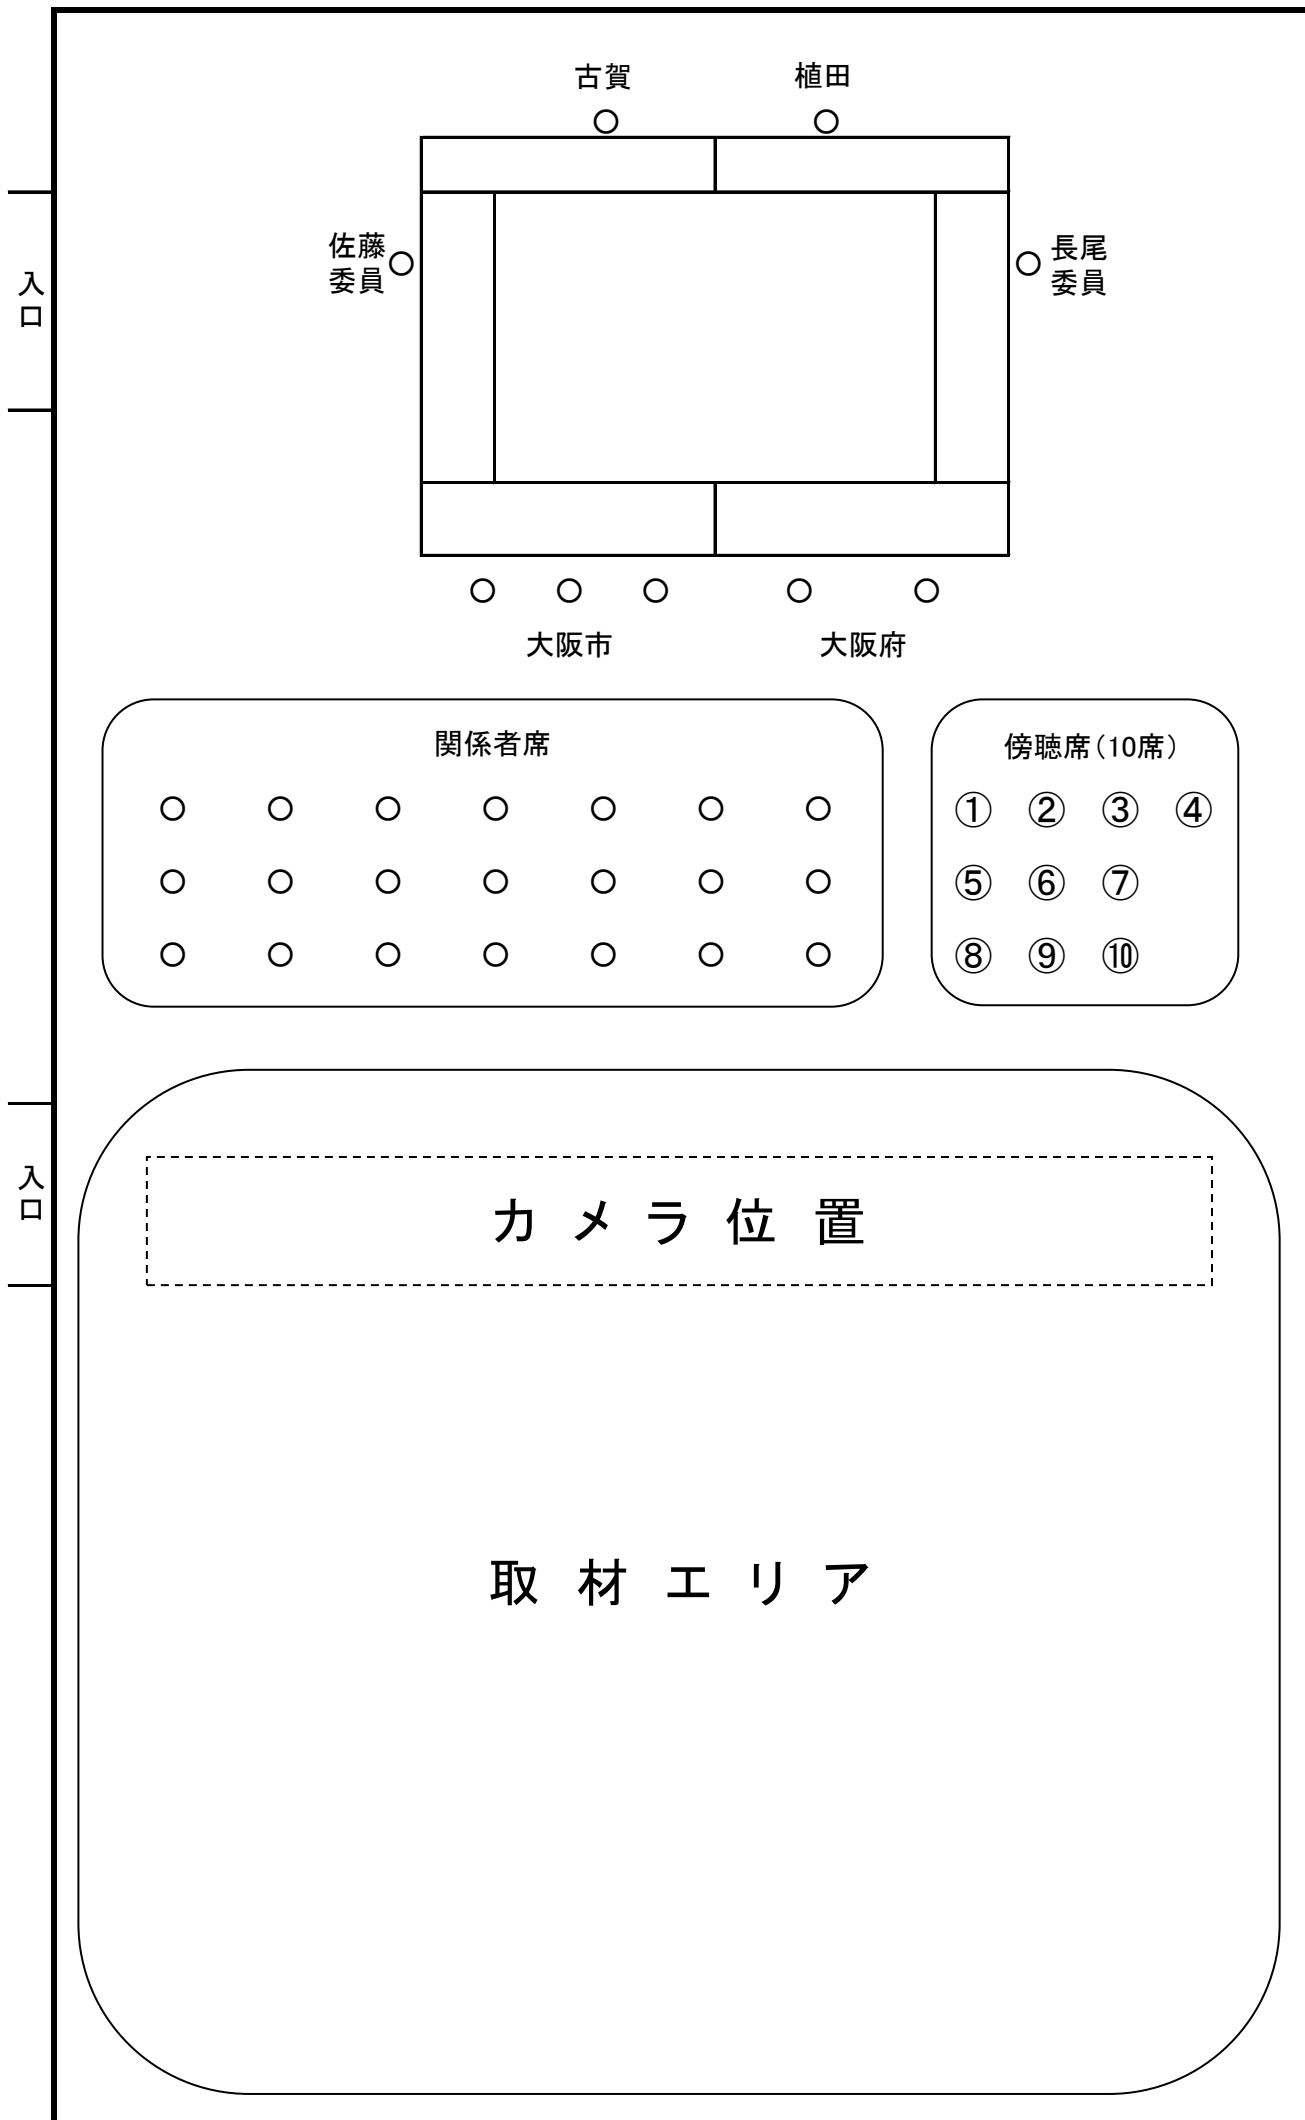 古賀
植田
佐藤
委員
長尾
委員
入
口
大阪市
大阪府
関係者席
傍聴席（10席）
① ② ③ ④
⑤ ⑥ ⑦
⑧ ⑨ ⑩
入
口
カメラ位置
取材エリア